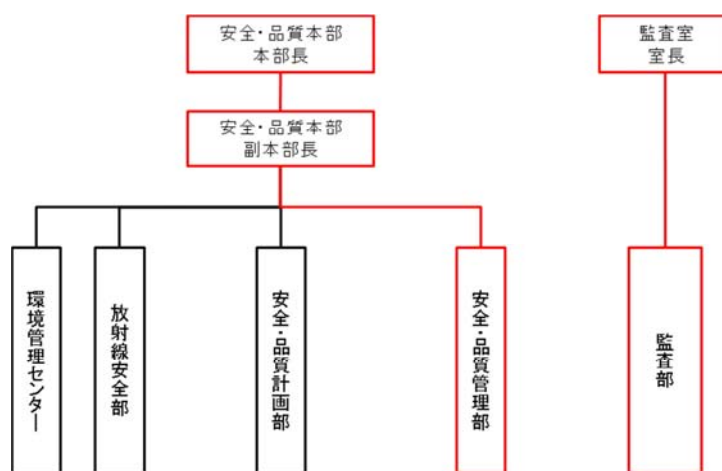 安全・品質本部
本部長
監査室
室長
安全・品質本部
副本部長
環境管理センター
放射線安全部
安全・品質計画部
安全・品質管理部
監査部